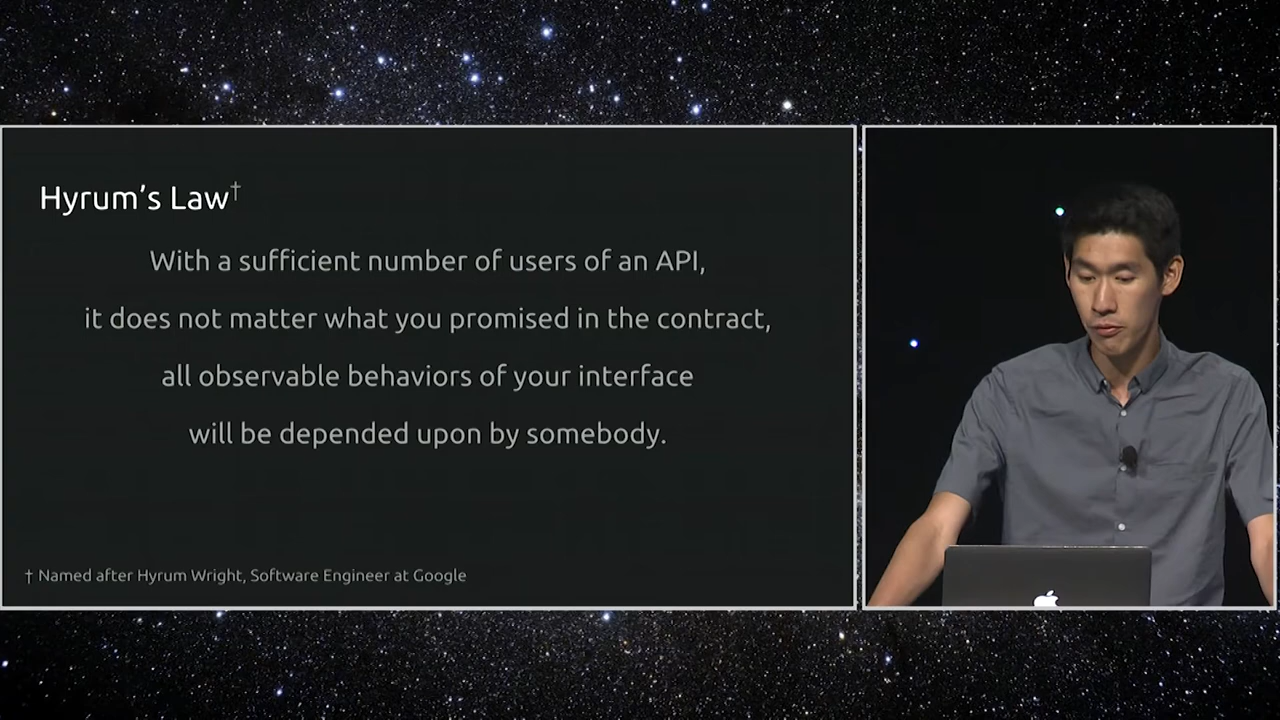 Hyrum’s Law†
With a sufficient number of users of an API,
it does not matter what you promised in the contract,
all observable behaviors of your interface
will be depended upon by somebody.
† Named after Hyrum Wright, Software Engineer at Google